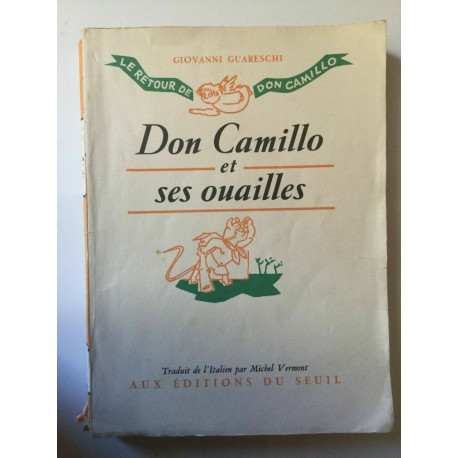 GIOVANNI GUARESCHI
LE RETOUR DE DON CAMILLO
Don Camillo
et
ses ouailles
Traduit de l'Italien par Michel Vermont
AUX ÉDITIONS DU SEUIL